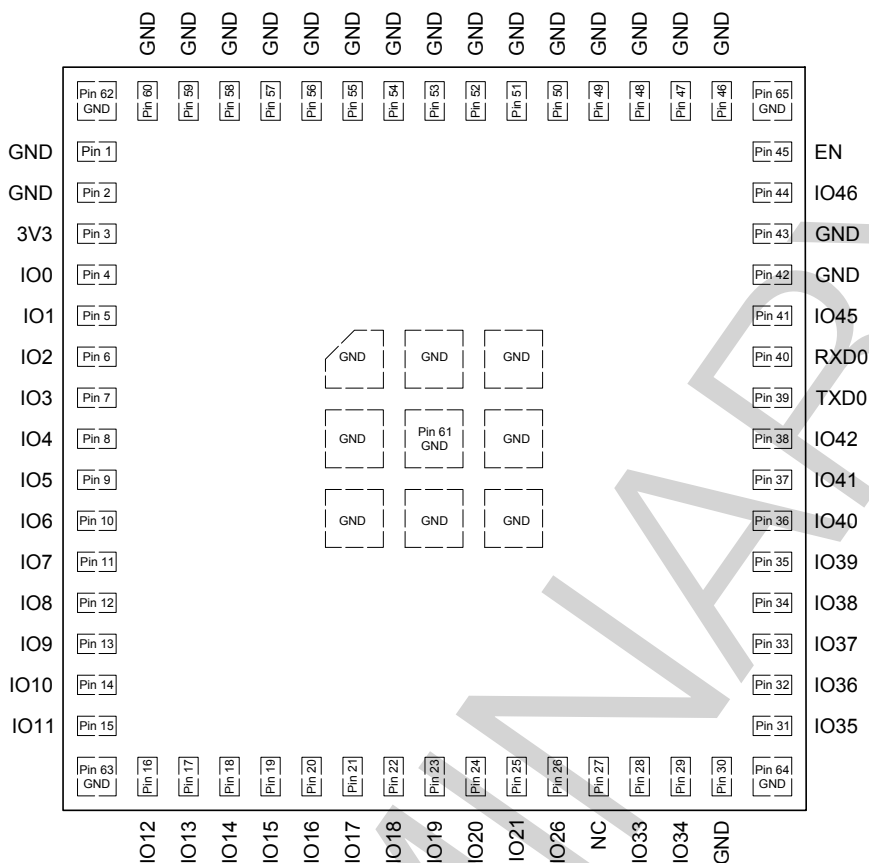 GND GND GND GND GND GND GND GND GND GND GND GND GND GND GND
Pin 62 GND Pin 60 Pin 59 Pin 58 Pin 57 Pin 56 Pin 55 Pin 54 Pin 53 Pin 52 Pin 51 Pin 50 Pin 49 Pin 48 Pin 47 Pin 46 Pin 65 GND
GND Pin 1 Pin 45 EN
GND Pin 2 Pin 44 IO46
3V3 Pin 3 Pin 43 GND
IO0 Pin 4 Pin 42 GND
IO1 Pin 5 Pin 41 IO45
IO2 Pin 6 GND GND GND Pin 40 RXD0
IO3 Pin 7 Pin 39 TXD0
IO4 Pin 8 GND Pin 61 GND GND Pin 38 IO42
IO5 Pin 9 Pin 37 IO41
IO6 Pin 10 GND GND GND Pin 36 IO40
IO7 Pin 11 Pin 35 IO39
IO8 Pin 12 Pin 34 IO38
IO9 Pin 13 Pin 33 IO37
IO10 Pin 14 Pin 32 IO36
IO11 Pin 15 Pin 31 IO35
Pin 63 GND Pin 16 Pin 17 Pin 18 Pin 19 Pin 20 Pin 21 Pin 22 Pin 23 Pin 24 Pin 25 Pin 26 Pin 27 Pin 28 Pin 29 Pin 30 Pin 64 GND
IO12 IO13 IO14 IO15 IO16 IO17 IO18 IO19 IO20 IO21 IO26 NC IO33 IO34 GND